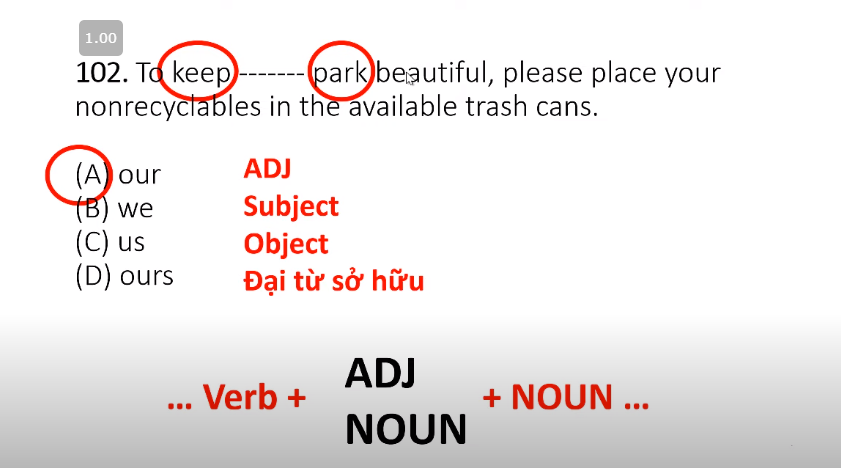 1.00
102. To keep ------- park beautiful, please place your
nonrecyclables in the available trash cans.
(A) our ADJ
(B) we Subject
(C) us Object
(D) ours Đại từ sở hữu
ADJ
... Verb + + NOUN ...
NOUN